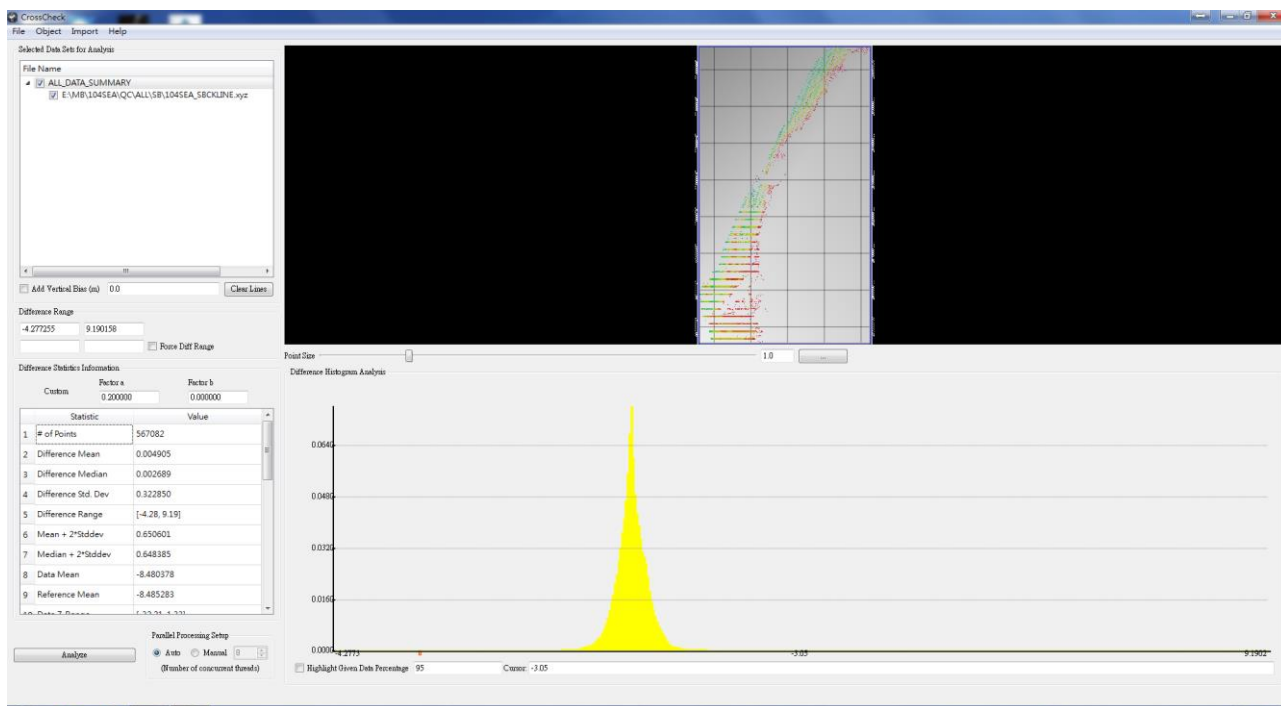 CrossCheck
File Object Import Help
Selected Data Sets for Analysis
File Name
ALL_DATA_SUMMARY
E:\MB\104SEA\QC\ALL\SB\104SEA_SBCKLINE.xyz
Add Vertical Bias (m) 0.0 Clear Lines
Difference Range
-4.277255 9.190158
Force Diff Range
Point Size 1.0 ...
Difference Statistics Information
Custom Factor a Factor b
0.200000 0.000000
Statistic Value
1 # of Points 567082
2 Difference Mean 0.004905
3 Difference Median 0.002689
4 Difference Std. Dev 0.322850
5 Difference Range [-4.28, 9.19]
6 Mean + 2*Stddev 0.650601
7 Median + 2*Stddev 0.648385
8 Data Mean -8.480378
9 Reference Mean -8.485283
Analyze
Parallel Processing Setup
Auto Manual 0
(Number of concurrent threads)
Difference Histogram Analysis
0.0640
0.0480
0.0320
0.0160
0.0000
-4.2773 -3.05 9.1902
Highlight Given Data Percentage 95 Cursor: -3.05